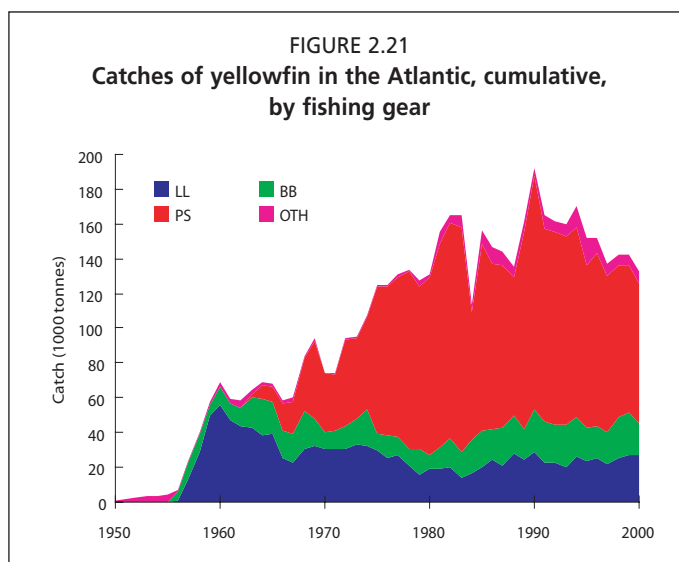 FIGURE 2.21
Catches of yellowfin in the Atlantic, cumulative,
by fishing gear
200
180
160
140
120
100
80
60
40
20
0
Catch (1000 tonnes)
LL BB
PS OTH
1950 1960 1970 1980 1990 2000